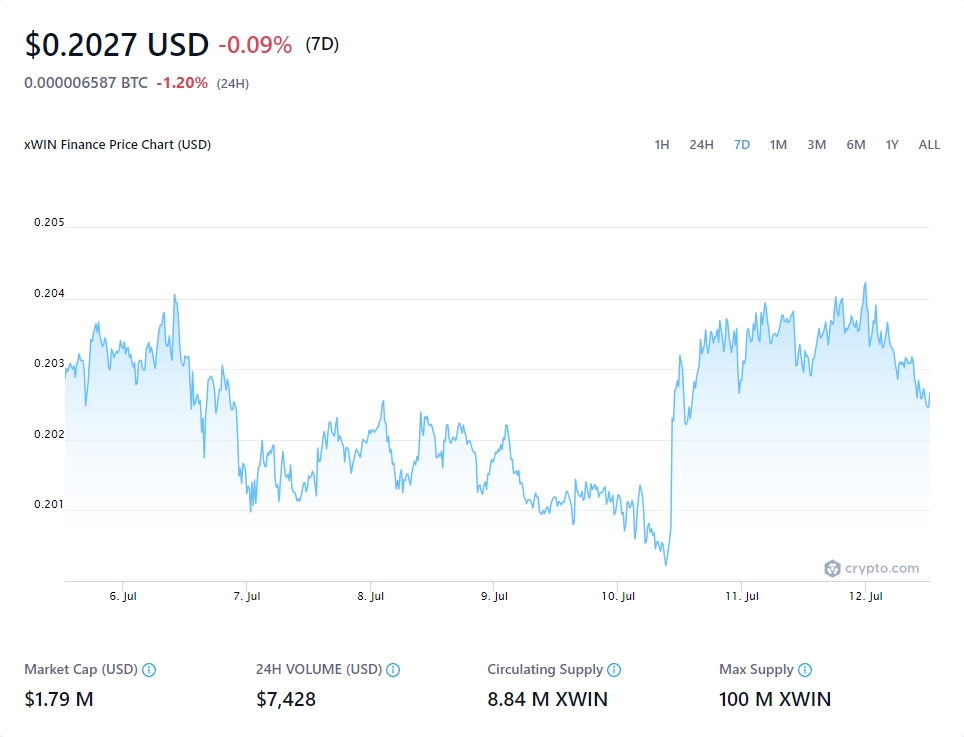 $0.2027 USD -0.09% (7D)
0.000006587 BTC -1.20% (24H)
xWIN Finance Price Chart (USD) 1H 24H 7D 1M 3M 6M 1Y ALL
0.205
0.204
0.203
0.202
0.201
crypto.com
6. Jul 7. Jul 8. Jul 9. Jul 10. Jul 11. Jul 12. Jul
Market Cap (USD) 24H VOLUME (USD) Circulating Supply Max Supply
$1.79 M $7,428 8.84 M XWIN 100 M XWIN